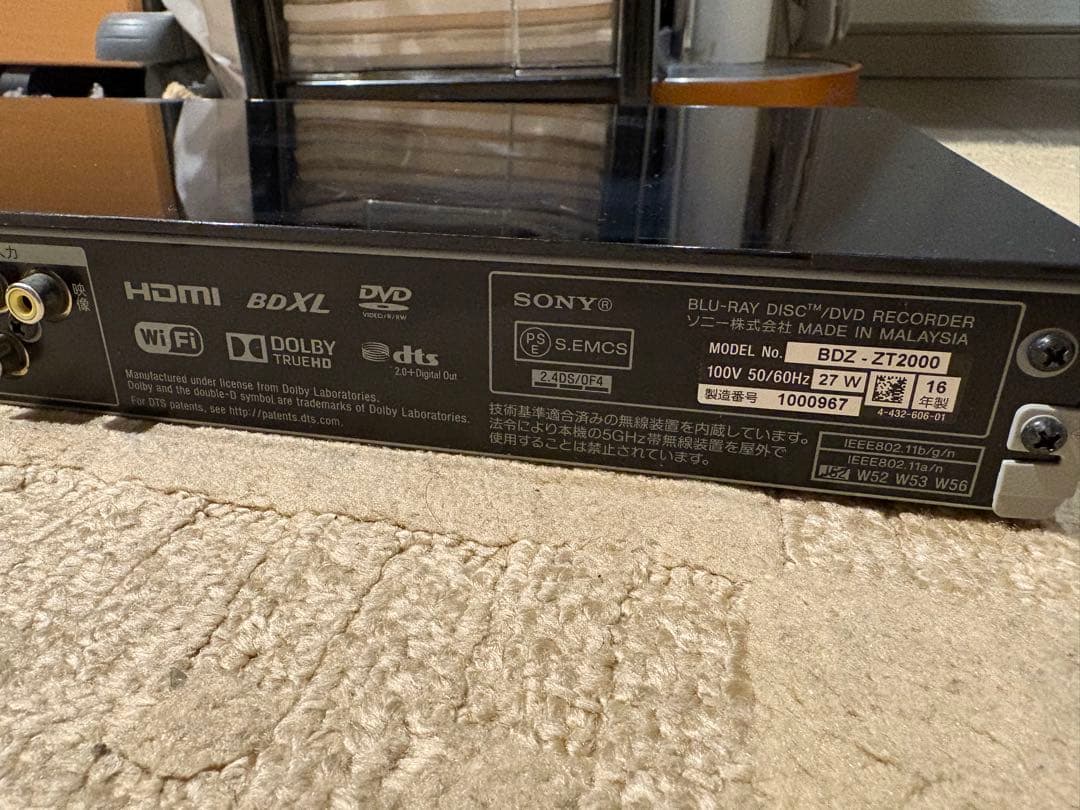 入力
映像
HDMI
BDXL
DVD
VIDEO/R/RW
Wi Fi
DOLBY
TRUEHD
dts
2.0+Digital Out
Manufactured under license from Dolby Laboratories.
Dolby and the double-D symbol are trademarks of Dolby Laboratories.
For DTS patents, see http://patents.dts.com.
SONY®
BLU-RAY DISC™/DVD RECORDER
ソニー株式会社 MADE IN MALAYSIA
PSE S.EMCS
MODEL No. BDZ-ZT2000
2.4DS/OF4
100V 50/60Hz 27 W
16年製
製造番号 1000967
4-432-606-01
技術基準適合済みの無線装置を内蔵しています。
法令により本機の5GHz帯無線装置を屋外で
使用することは禁止されています。
IEEE802.11b/g/n
IEEE802.11a/n
J52 W52 W53 W56